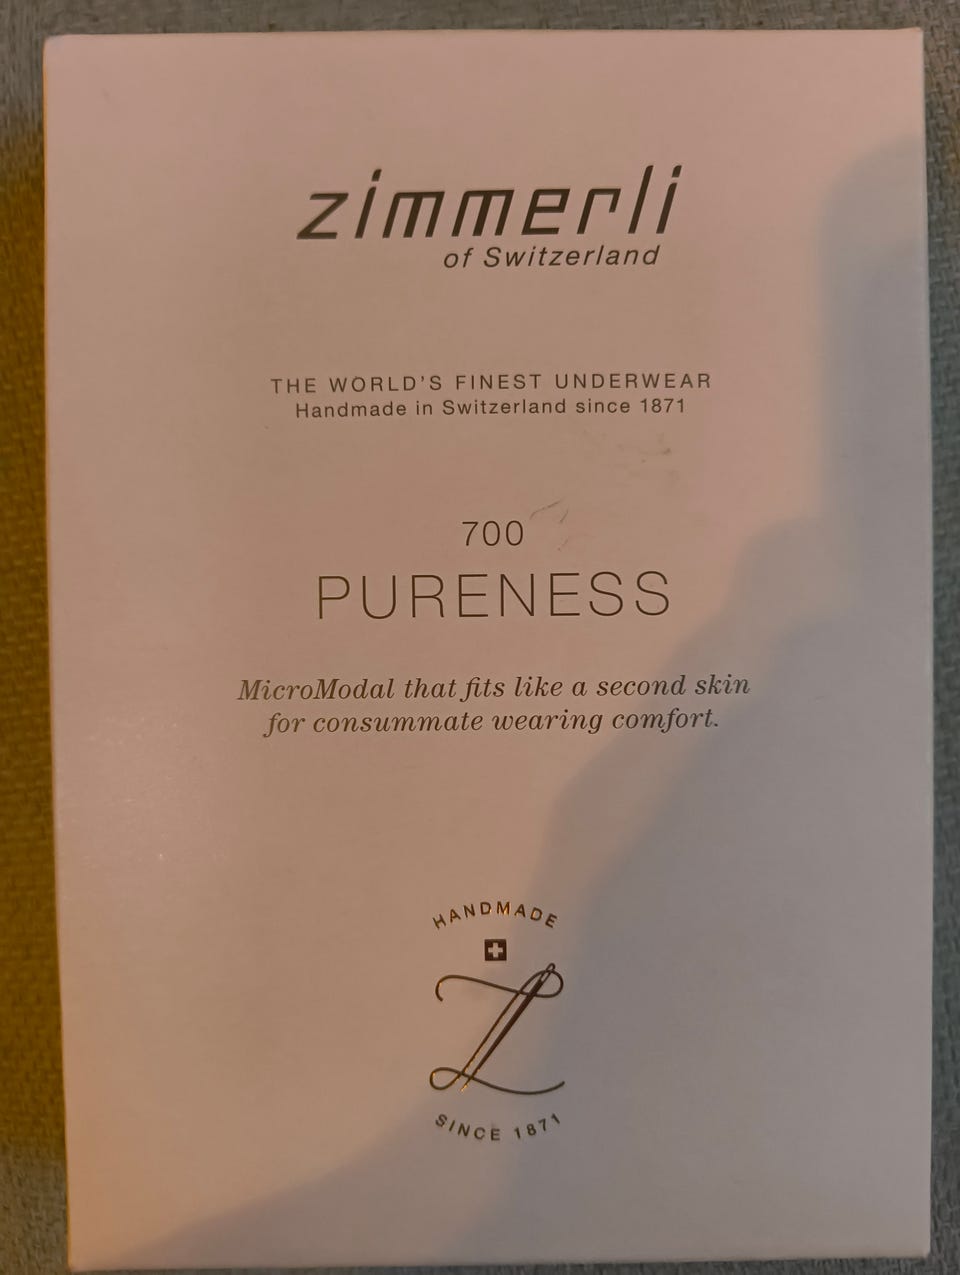 zimmerli
of Switzerland
THE WORLD'S FINEST UNDERWEAR
Handmade in Switzerland since 1871
700
PURENESS
MicroModal that fits like a second skin
for consummate wearing comfort.
HANDMADE
Z
SINCE 1871